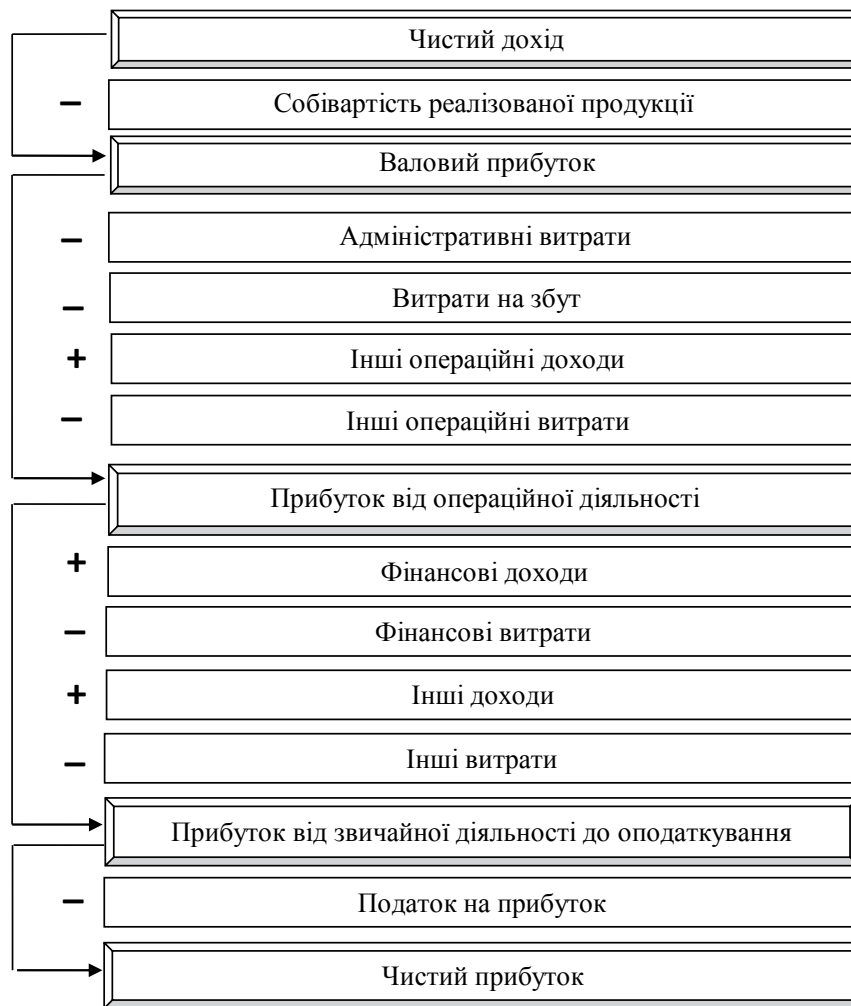 Чистий дохід
– Собівартість реалізованої продукції
Валовий прибуток
– Адміністративні витрати
– Витрати на збут
+ Інші операційні доходи
– Інші операційні витрати
Прибуток від операційної діяльності
+ Фінансові доходи
– Фінансові витрати
+ Інші доходи
– Інші витрати
Прибуток від звичайної діяльності до оподаткування
– Податок на прибуток
Чистий прибуток